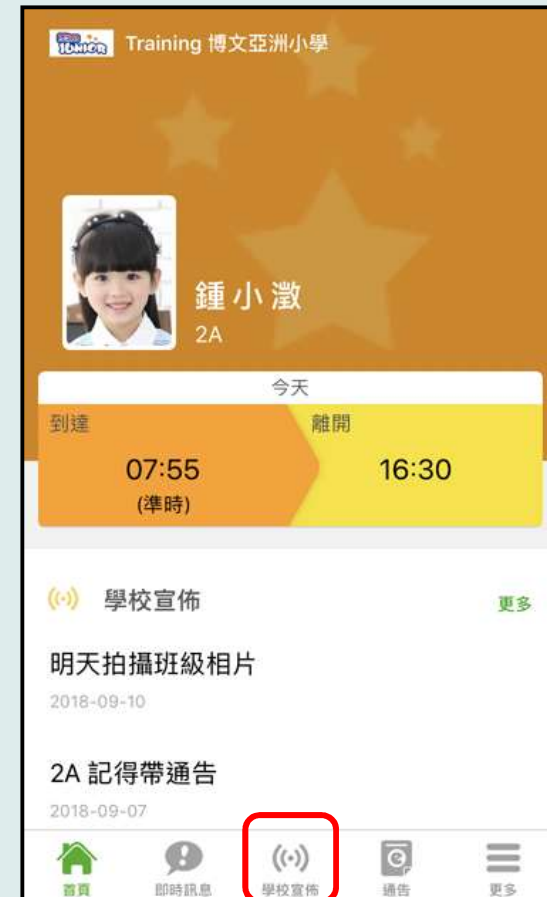 JUNIOR Training 博文亞洲小學
鍾小澂
2A
今天
到達 離開
07:55 16:30
(準時)
學校宣佈 更多
明天拍攝班級相片
2018-09-10
2A 記得帶通告
2018-09-07
首頁 即時訊息 學校宣佈 通告 更多